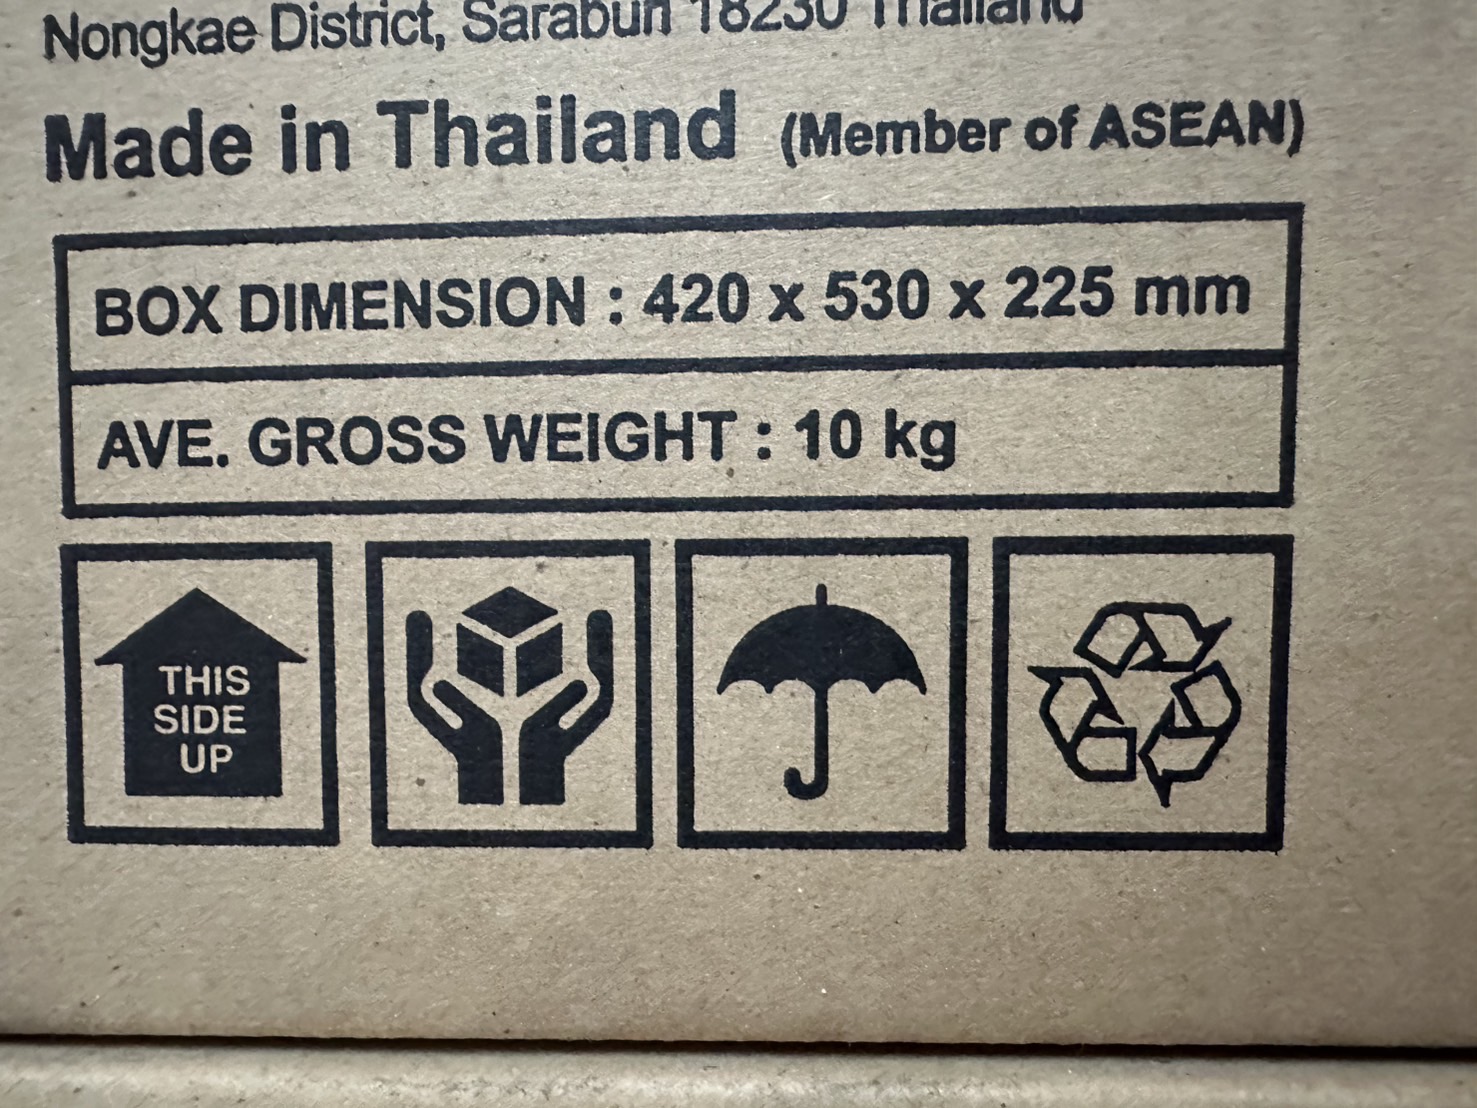 Nongkae District, Saraburi 18230 Thailand
Made in Thailand (Member of ASEAN)
BOX DIMENSION : 420 x 530 x 225 mm
AVE. GROSS WEIGHT : 10 kg
THIS
SIDE
UP